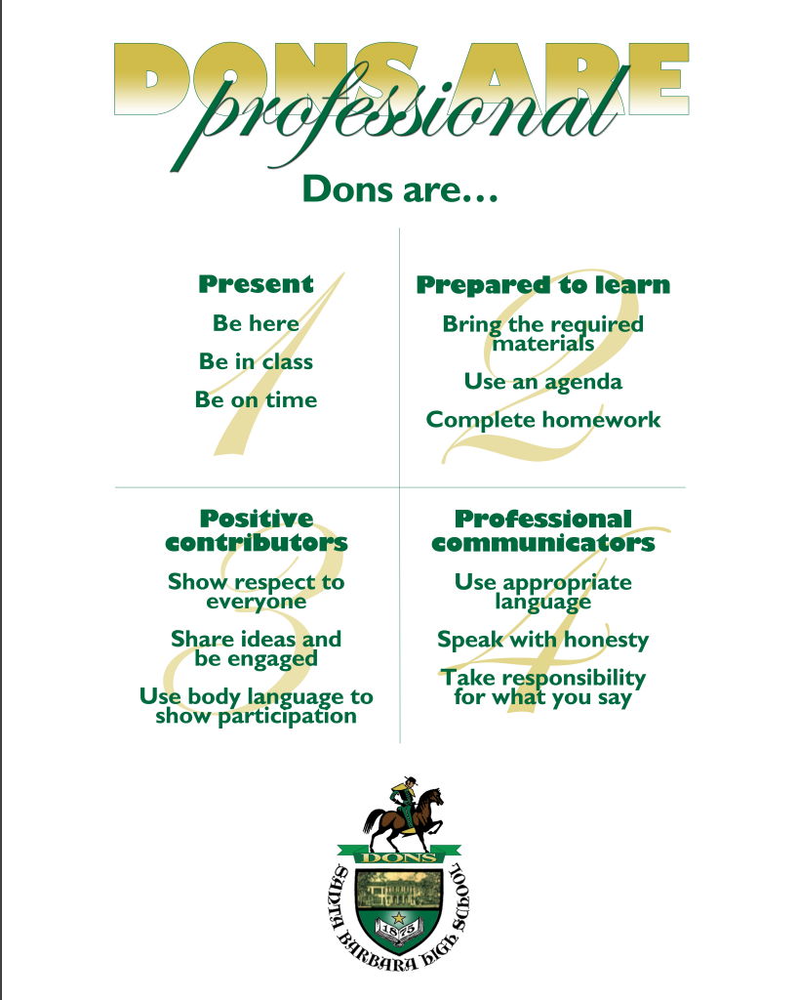 DONS ARE
professional
Dons are…
1
Present
Be here
Be in class
Be on time
2
Prepared to learn
Bring the required
materials
Use an agenda
Complete homework
3
Positive
contributors
Show respect to
everyone
Share ideas and
be engaged
Use body language to
show participation
4
Professional
communicators
Use appropriate
language
Speak with honesty
Take responsibility
for what you say
DONS
1875
SANTA BARBARA HIGH SCHOOL